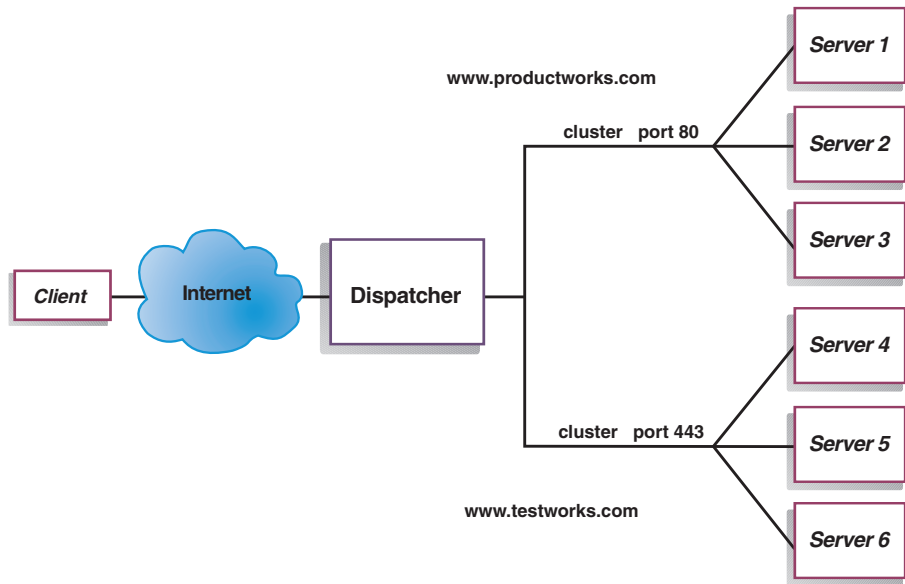 Client
Internet
Dispatcher
www.productworks.com
cluster port 80
Server 1
Server 2
Server 3
cluster port 443
www.testworks.com
Server 4
Server 5
Server 6